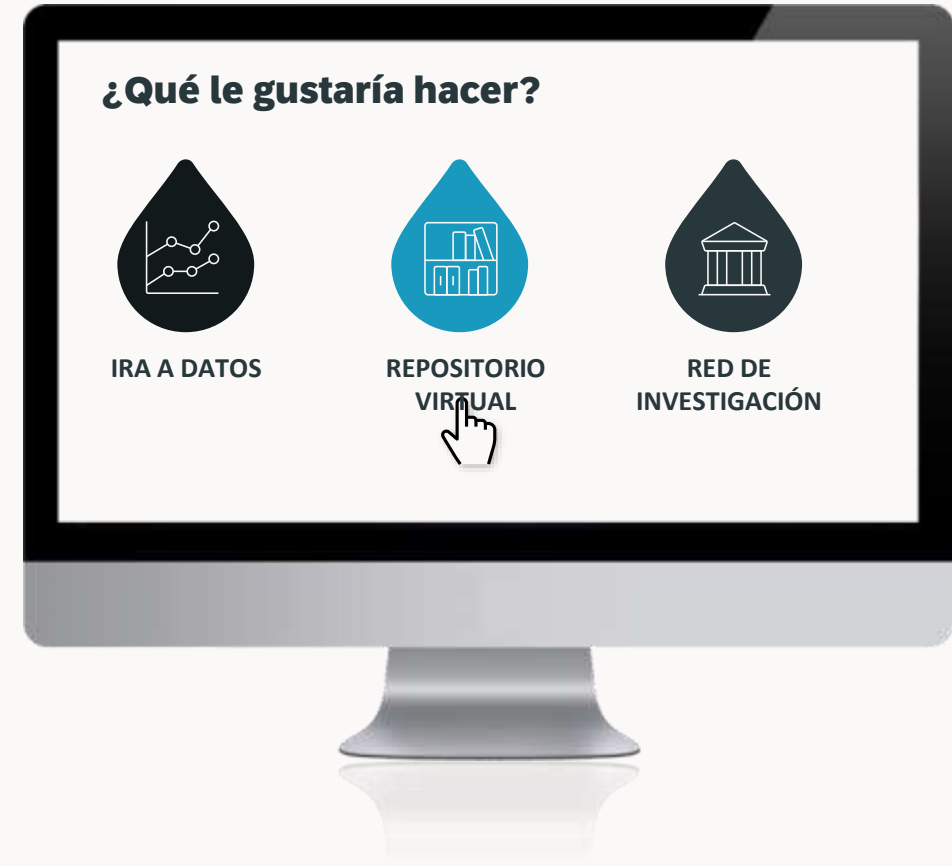 ¿Qué le gustaría hacer?
IRA A DATOS
REPOSITORIO
VIRTUAL
RED DE
INVESTIGACIÓN